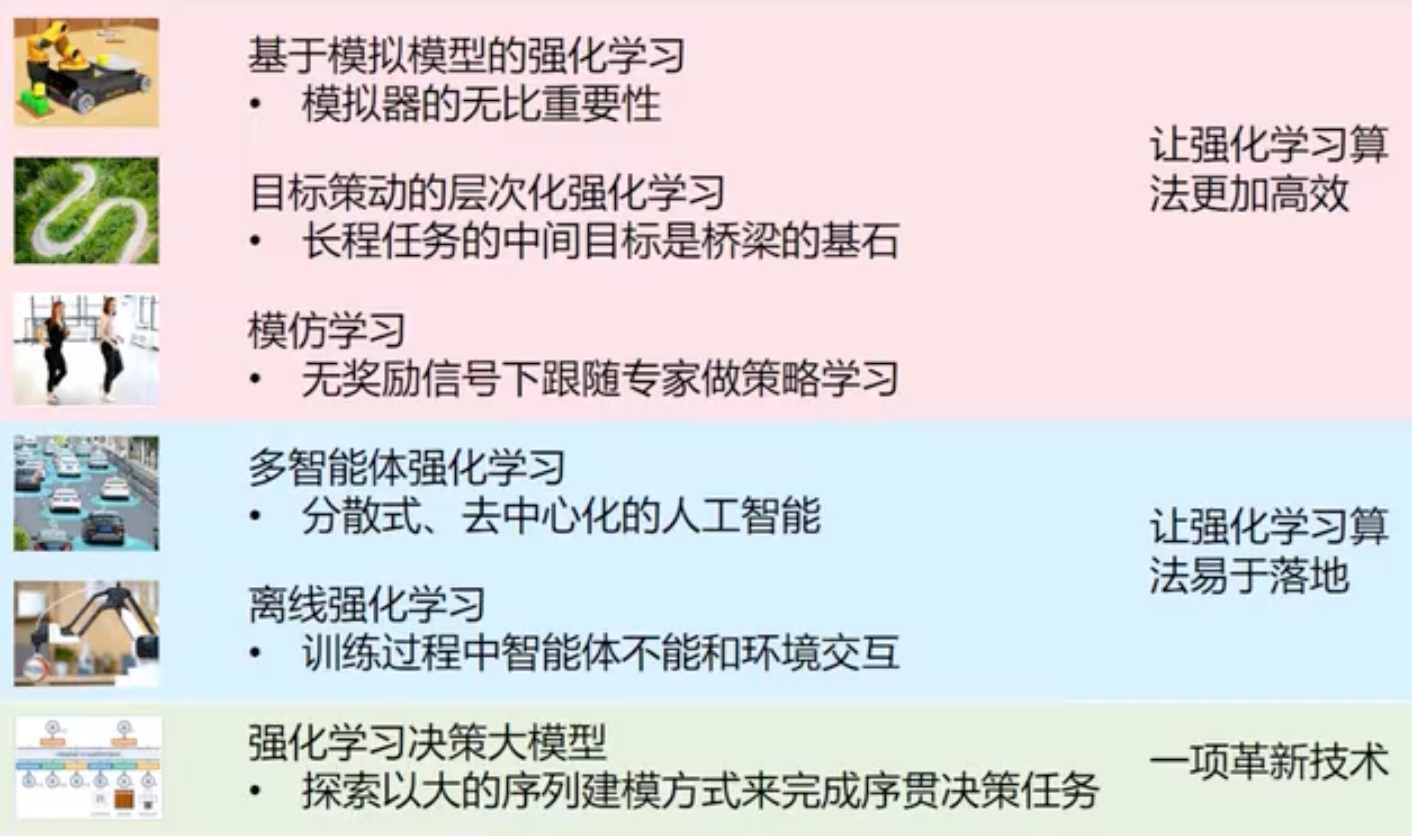 基于模拟模型的强化学习
• 模拟器的无比重要性
目标策动的层次化强化学习
• 长程任务的中间目标是桥梁的基石
模仿学习
• 无奖励信号下跟随专家做策略学习
让强化学习算
法更加高效
多智能体强化学习
• 分散式、去中心化的人工智能
离线强化学习
• 训练过程中智能体不能和环境交互
让强化学习算
法易于落地
强化学习决策大模型
• 探索以大的序列建模方式来完成序贯决策任务
一项革新技术